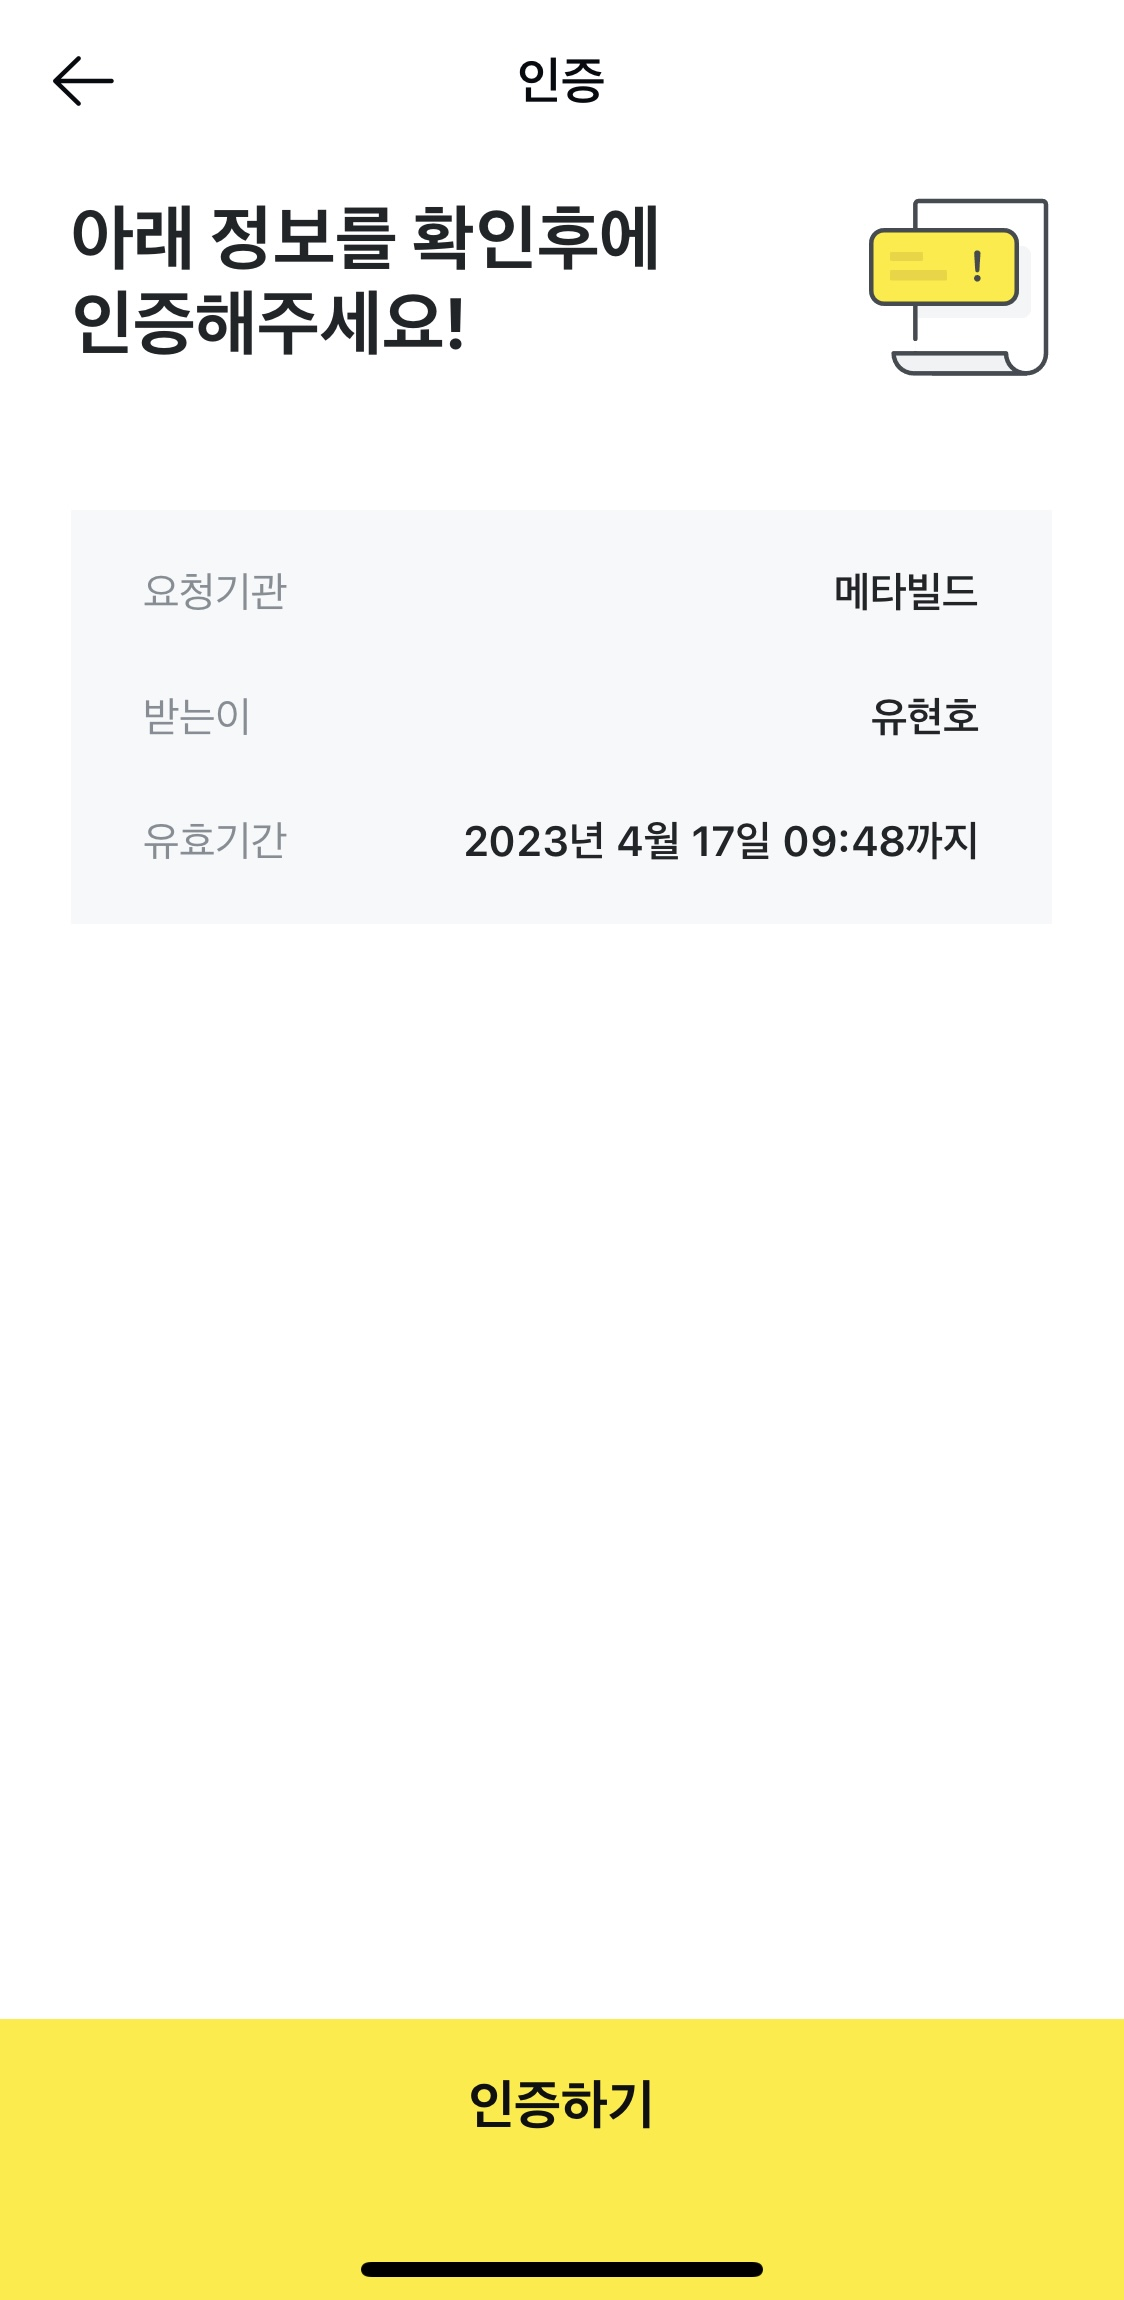 인증
아래 정보를 확인후에
인증해주세요!
!
요청기관 메타빌드
받는이 유현호
유효기간 2023년 4월 17일 09:48까지
인증하기